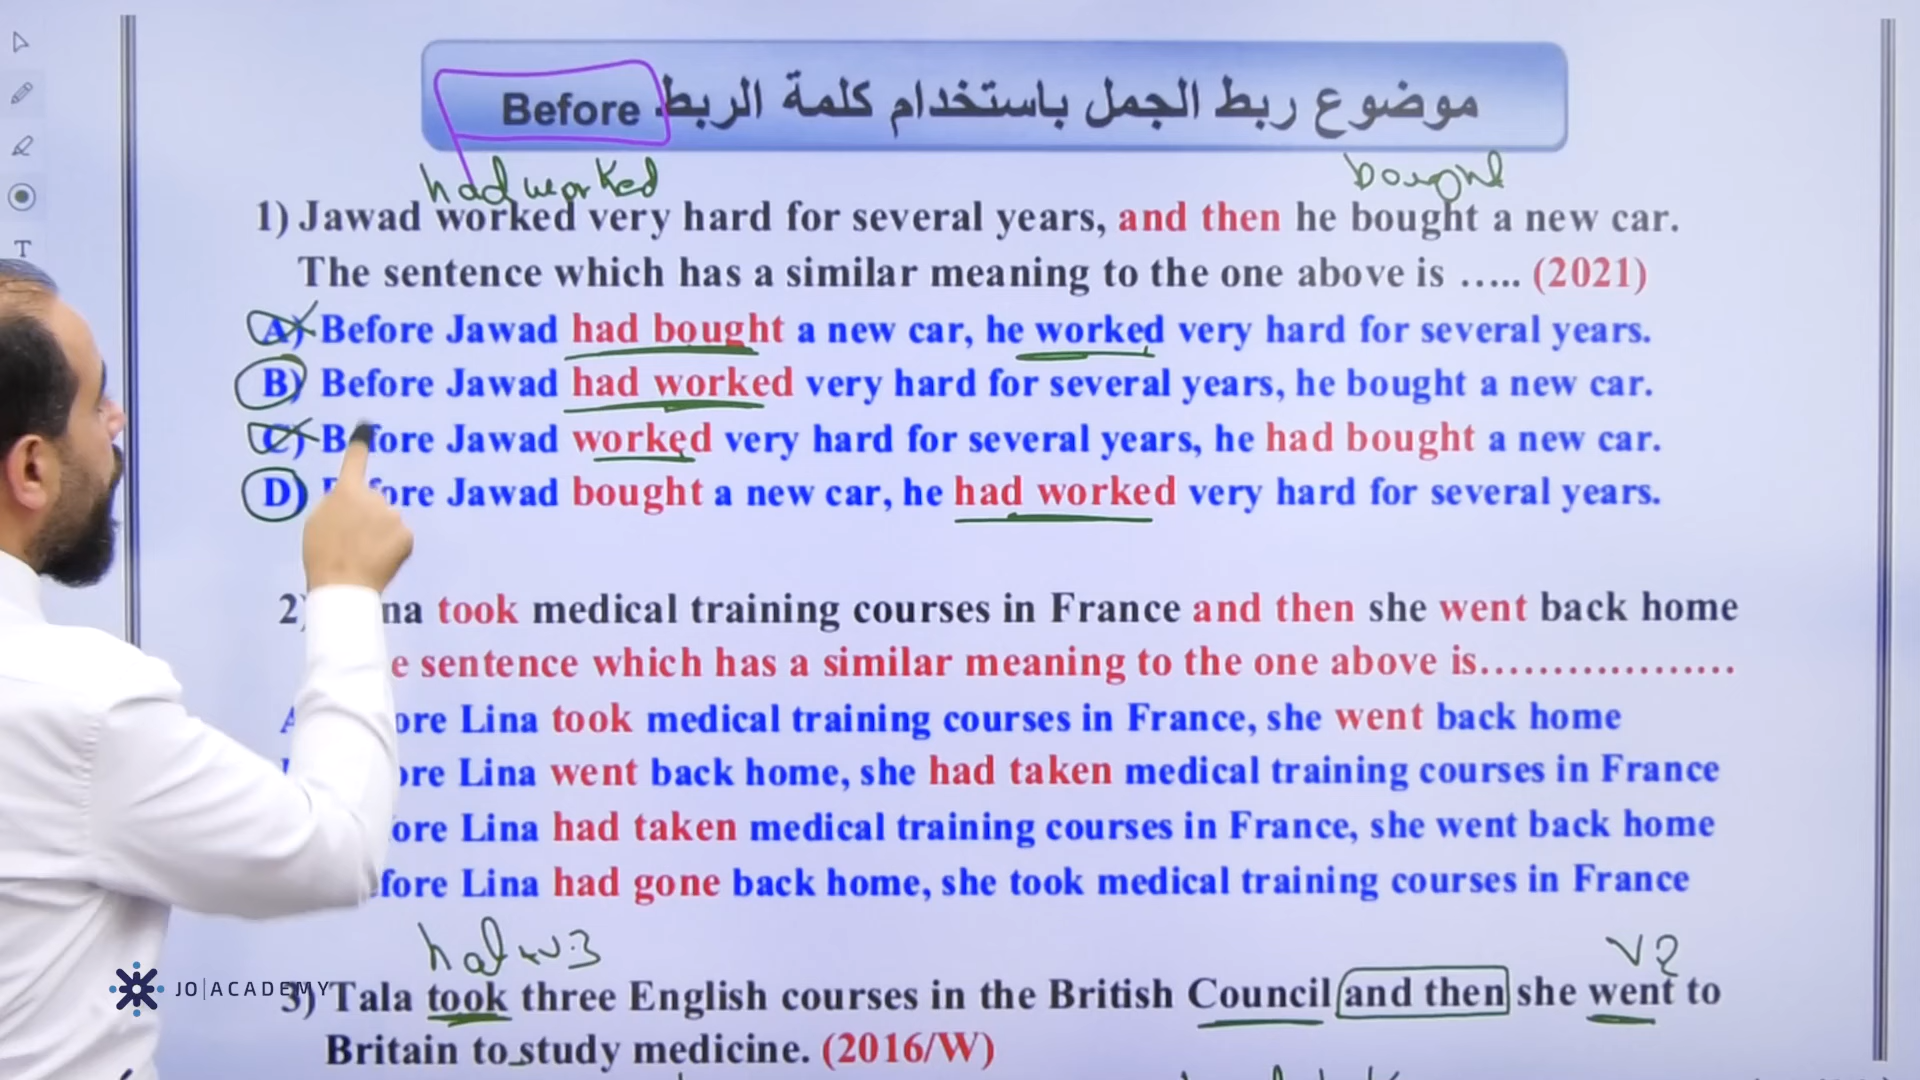 موضوع ربط الجمل باستخدام كلمة الربط Before
had worked bought
1) Jawad worked very hard for several years, and then he bought a new car.
The sentence which has a similar meaning to the one above is ….. (2021)
A) Before Jawad had bought a new car, he worked very hard for several years.
B) Before Jawad had worked very hard for several years, he bought a new car.
C) Before Jawad worked very hard for several years, he had bought a new car.
D) Before Jawad bought a new car, he had worked very hard for several years.
2) na took medical training courses in France and then she went back home
e sentence which has a similar meaning to the one above is………………
A ore Lina took medical training courses in France, she went back home
ore Lina went back home, she had taken medical training courses in France
ore Lina had taken medical training courses in France, she went back home
efore Lina had gone back home, she took medical training courses in France
had+v3 V2
3) Tala took three English courses in the British Council and then she went to
Britain to study medicine. (2016/W)
JO|ACADEMY
T